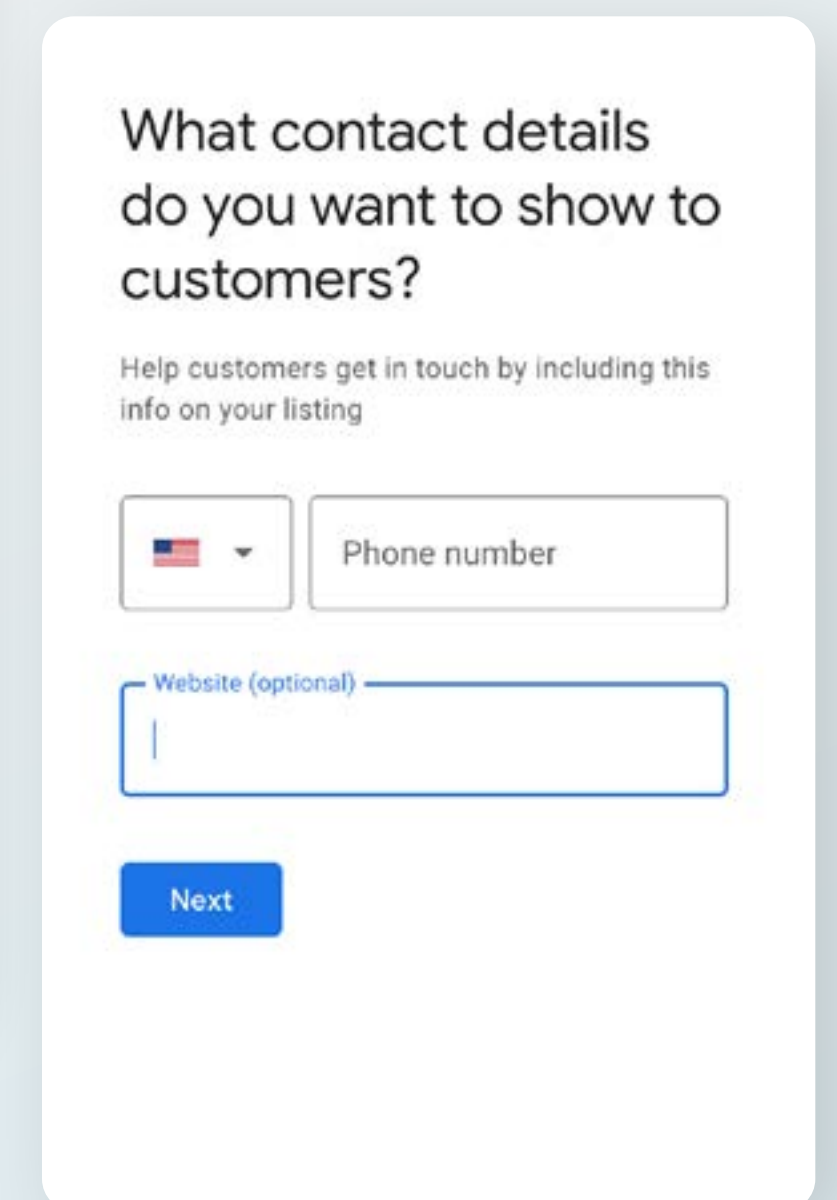 What contact details
do you want to show to
customers?
Help customers get in touch by including this
info on your listing
Phone number
Website (optional)
Next